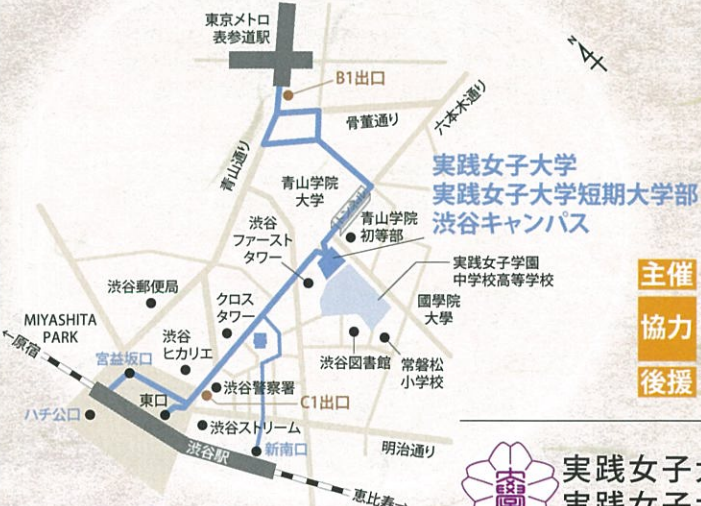 東京メトロ
表参道駅
N
B1出口
骨董通り
六本木通り
青山通り
青山学院
大学
トンネル
青山学院
初等部
実践女子大学
実践女子大学短期大学部
渋谷キャンパス
渋谷
ファースト
タワー
実践女子学園
中学校高等学校
國學院
大學
渋谷郵便局
クロス
タワー
MIYASHITA
PARK
渋谷
ヒカリエ
←原宿
宮益坂口
渋谷図書館
常磐松
小学校
東口
渋谷警察署
C1出口
ハチ公口
渋谷ストリーム
渋谷駅
新南口
明治通り
恵比寿→
主催
協力
後援
実践女子大
実践女子大